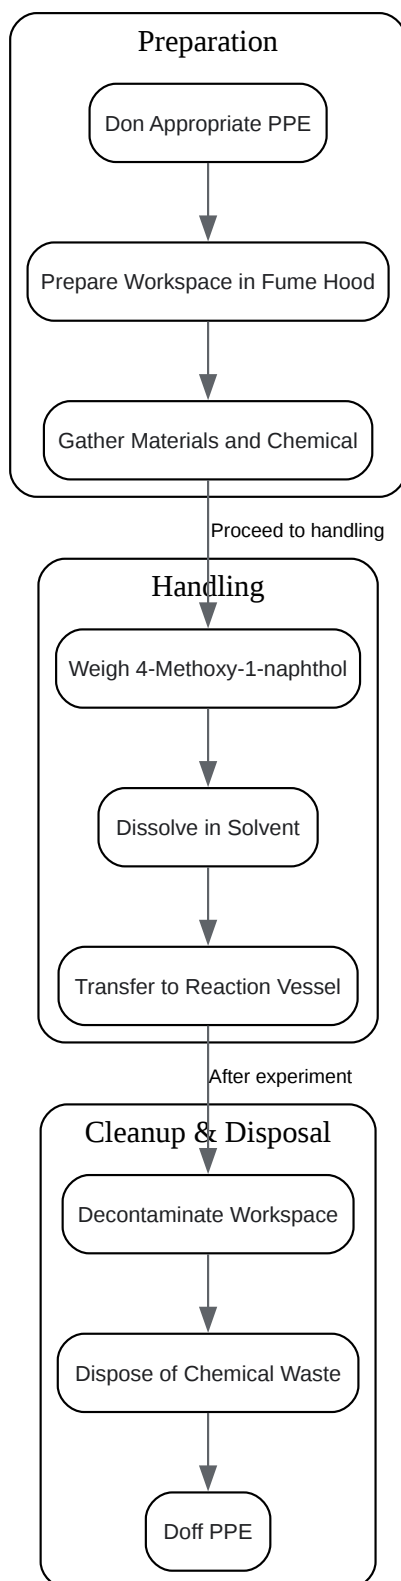 Preparation
Don Appropriate PPE
Prepare Workspace in Fume Hood
Gather Materials and Chemical
Proceed to handling
Handling
Weigh 4-Methoxy-1-naphthol
Dissolve in Solvent
Transfer to Reaction Vessel
After experiment
Cleanup & Disposal
Decontaminate Workspace
Dispose of Chemical Waste
Doff PPE